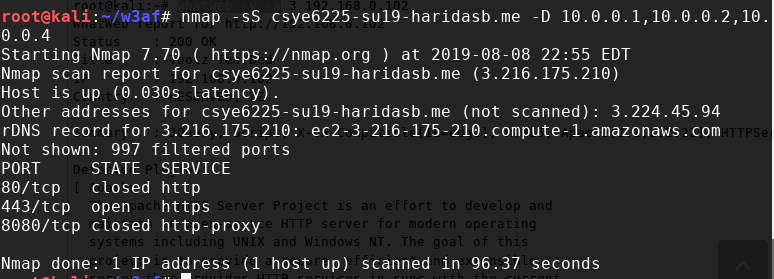 root@kali:~/w3af# nmap -sS csye6225-su19-haridasb.me -D 10.0.0.1,10.0.0.2,10.
0.0.4
Starting Nmap 7.70 ( https://nmap.org ) at 2019-08-08 22:55 EDT
Nmap scan report for csye6225-su19-haridasb.me (3.216.175.210)
Host is up (0.030s latency).
Other addresses for csye6225-su19-haridasb.me (not scanned): 3.224.45.94
rDNS record for 3.216.175.210: ec2-3-216-175-210.compute-1.amazonaws.com
Not shown: 997 filtered ports
PORT     STATE  SERVICE
80/tcp   closed http
443/tcp  open   https
8080/tcp closed http-proxy
Nmap done: 1 IP address (1 host up) scanned in 96.37 seconds